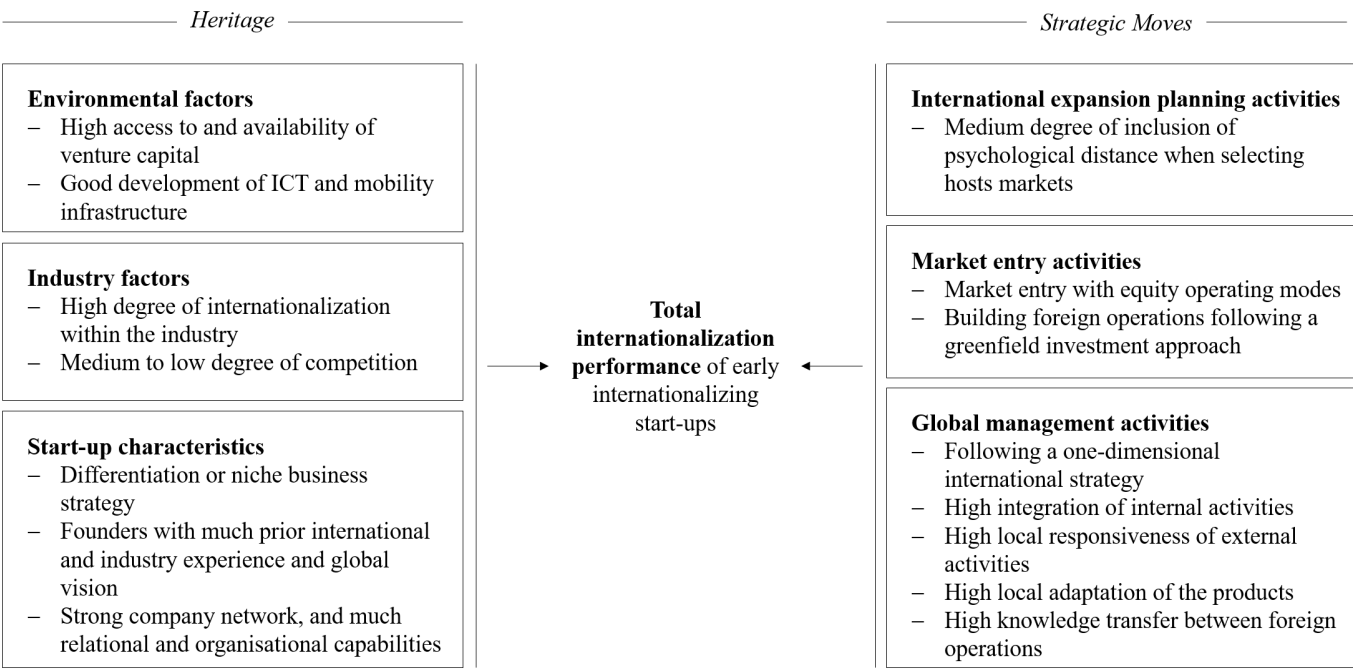 Heritage
Environmental factors
– High access to and availability of
venture capital
– Good development of ICT and mobility
infrastructure
Industry factors
– High degree of internationalization
within the industry
– Medium to low degree of competition
Start-up characteristics
– Differentiation or niche business
strategy
– Founders with much prior international
and industry experience and global
vision
– Strong company network, and much
relational and organisational capabilities
Total
internationalization
performance of early
internationalizing
start-ups
Strategic Moves
International expansion planning activities
– Medium degree of inclusion of
psychological distance when selecting
hosts markets
Market entry activities
– Market entry with equity operating modes
– Building foreign operations following a
greenfield investment approach
Global management activities
– Following a one-dimensional
international strategy
– High integration of internal activities
– High local responsiveness of external
activities
– High local adaptation of the products
– High knowledge transfer between foreign
operations